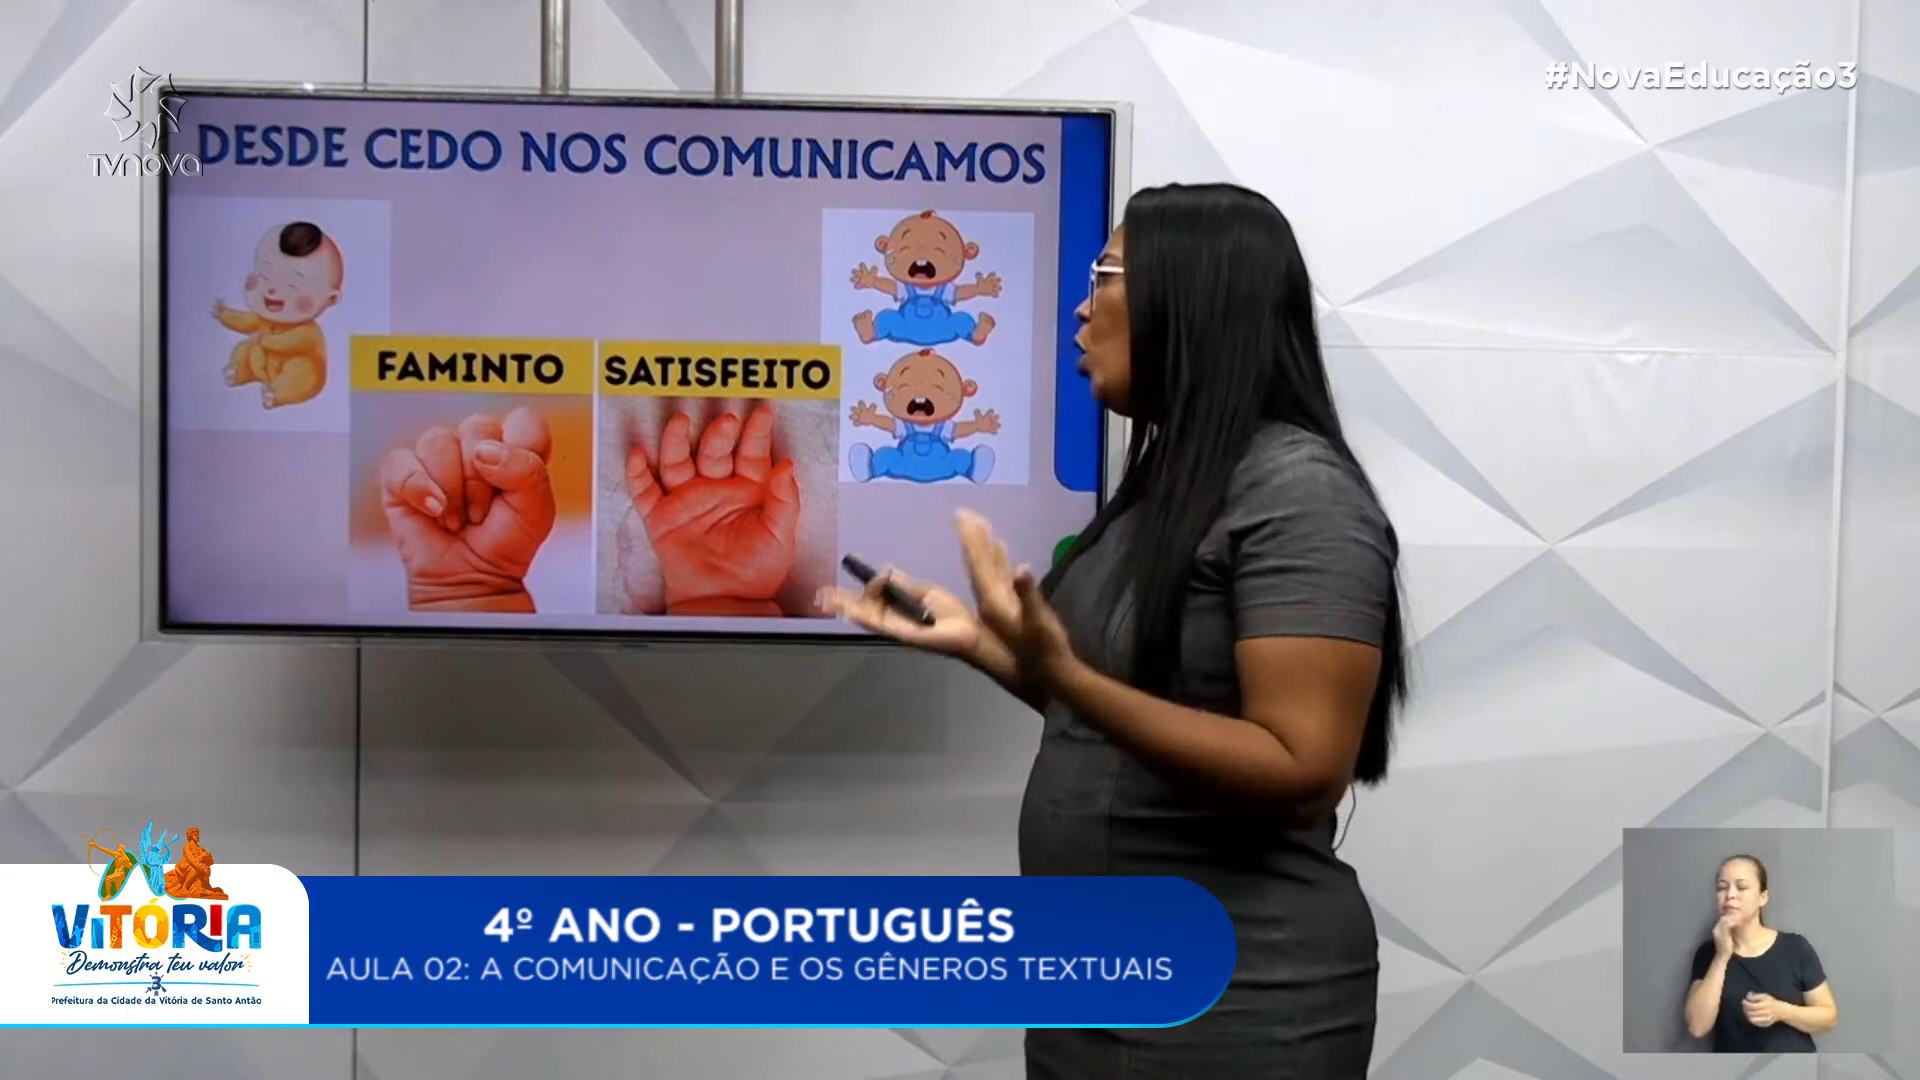 #NovaEducação3
TVNOVA
DESDE CEDO NOS COMUNICAMOS
FAMINTO
SATISFEITO
VITÓRIA
Demonstra teu valor
Prefeitura da Cidade da Vitória de Santo Antão
4º ANO - PORTUGUÊS
AULA 02: A COMUNICAÇÃO E OS GÊNEROS TEXTUAIS